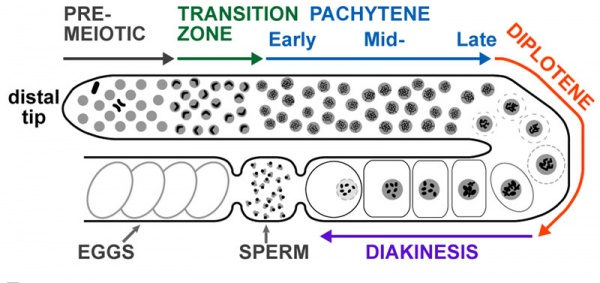 PRE-
MEIOTIC
TRANSITION
ZONE
PACHYTENE
Early
Mid-
Late
DIPLOTENE
distal
tip
EGGS
SPERM
DIAKINESIS